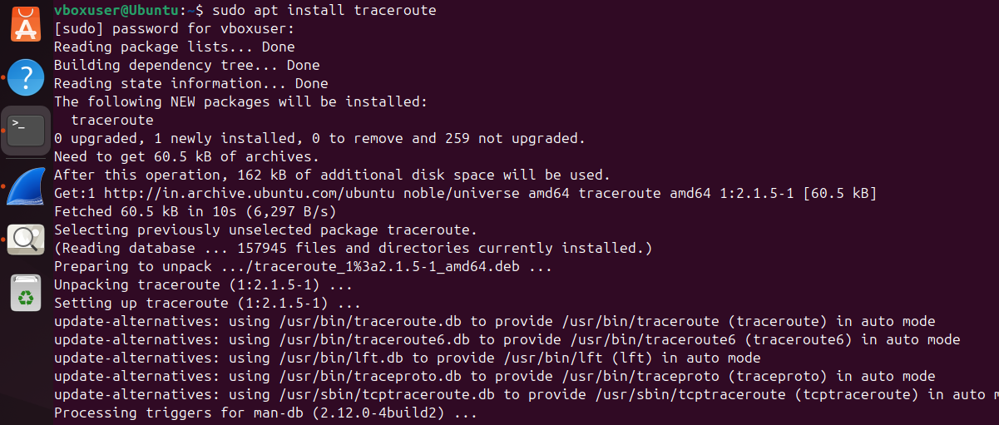 vboxuser@Ubuntu:~$ sudo apt install traceroute
[sudo] password for vboxuser:
Reading package lists... Done
Building dependency tree... Done
Reading state information... Done
The following NEW packages will be installed:
  traceroute
0 upgraded, 1 newly installed, 0 to remove and 259 not upgraded.
Need to get 60.5 kB of archives.
After this operation, 162 kB of additional disk space will be used.
Get:1 http://in.archive.ubuntu.com/ubuntu noble/universe amd64 traceroute amd64 1:2.1.5-1 [60.5 kB]
Fetched 60.5 kB in 10s (6,297 B/s)
Selecting previously unselected package traceroute.
(Reading database ... 157945 files and directories currently installed.)
Preparing to unpack .../traceroute_1%3a2.1.5-1_amd64.deb ...
Unpacking traceroute (1:2.1.5-1) ...
Setting up traceroute (1:2.1.5-1) ...
update-alternatives: using /usr/bin/traceroute.db to provide /usr/bin/traceroute (traceroute) in auto mode
update-alternatives: using /usr/bin/traceroute6.db to provide /usr/bin/traceroute6 (traceroute6) in auto mode
update-alternatives: using /usr/bin/lft.db to provide /usr/bin/lft (lft) in auto mode
update-alternatives: using /usr/bin/traceproto.db to provide /usr/bin/traceproto (traceproto) in auto mode
update-alternatives: using /usr/sbin/tcptraceroute.db to provide /usr/sbin/tcptraceroute (tcptraceroute) in auto
Processing triggers for man-db (2.12.0-4build2) ...